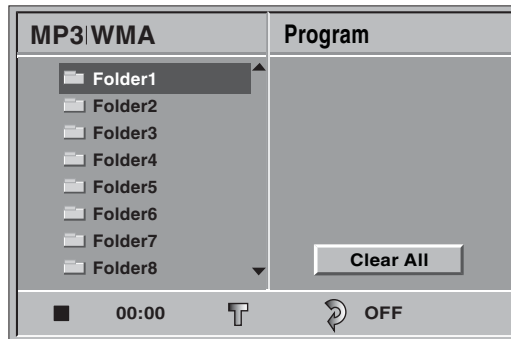 MP3 WMA
Program
Folder1
Folder2
Folder3
Folder4
Folder5
Folder6
Folder7
Folder8
Clear All
00:00
T
OFF